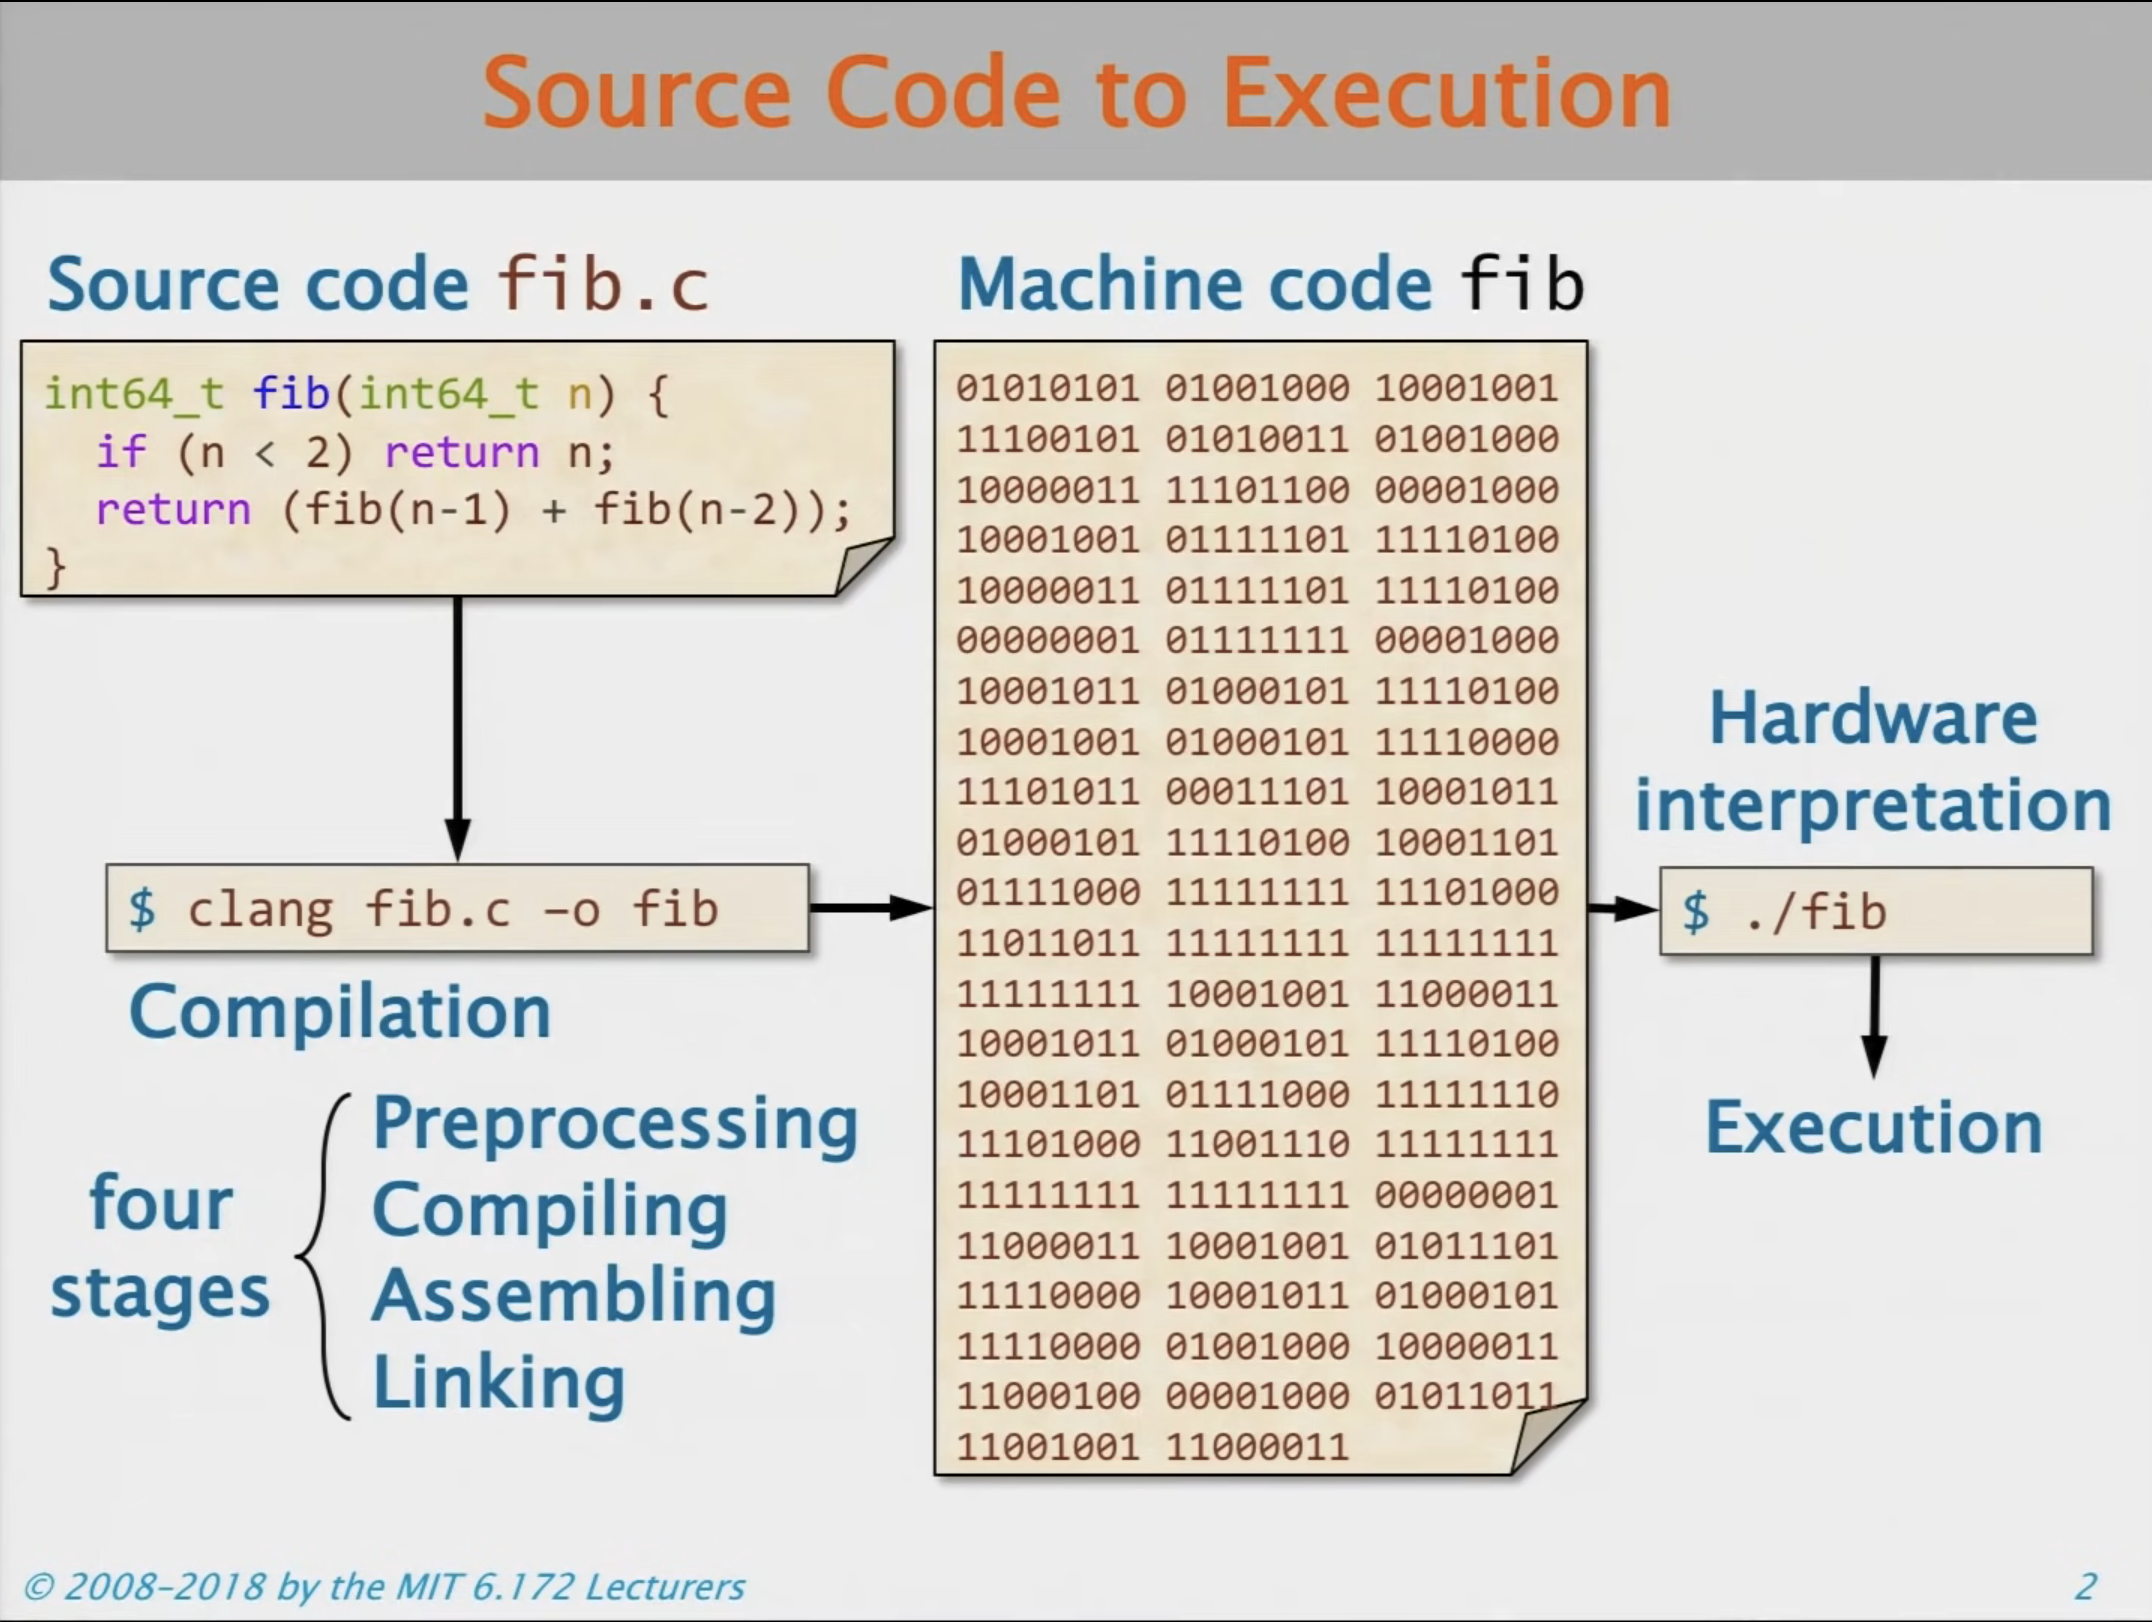 Source Code to Execution
Source code fib.c
int64_t fib(int64_t n) {
  if (n < 2) return n;
  return (fib(n-1) + fib(n-2));
}
$ clang fib.c –o fib
Compilation
four
stages
Preprocessing
Compiling
Assembling
Linking
Machine code fib
01010101 01001000 10001001
11100101 01010011 01001000
10000011 11101100 00001000
10001001 01111101 11110100
10000011 01111101 11110100
00000001 01111111 00001000
10001011 01000101 11110100
10001001 01000101 11110000
11101011 00011101 10001011
01000101 11110100 10001101
01111000 11111111 11101000
11011011 11111111 11111111
11111111 10001001 11000011
10001011 01000101 11110100
10001101 01111000 11111110
11101000 11001110 11111111
11111111 11111111 00000001
11000011 10001001 01011101
11110000 10001011 01000101
11110000 01001000 10000011
11000100 00001000 01011011
11001001 11000011
Hardware
interpretation
$ ./fib
Execution
© 2008–2018 by the MIT 6.172 Lecturers
2